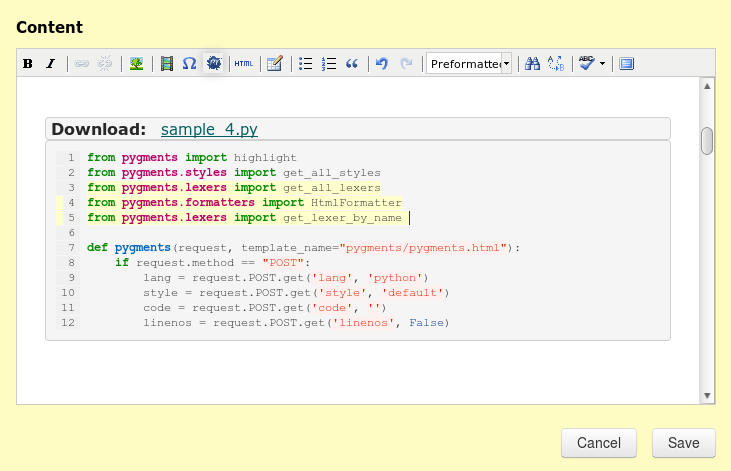 Content
B I HTML Preformatte ABC
Download: sample_4.py
1 from pygments import highlight
2 from pygments.styles import get_all_styles
3 from pygments.lexers import get_all_lexers
4 from pygments.formatters import HtmlFormatter
5 from pygments.lexers import get_lexer_by_name
6
7 def pygments(request, template_name="pygments/pygments.html"):
8     if request.method == "POST":
9         lang = request.POST.get('lang', 'python')
10         style = request.POST.get('style', 'default')
11         code = request.POST.get('code', '')
12         linenos = request.POST.get('linenos', False)
Cancel Save